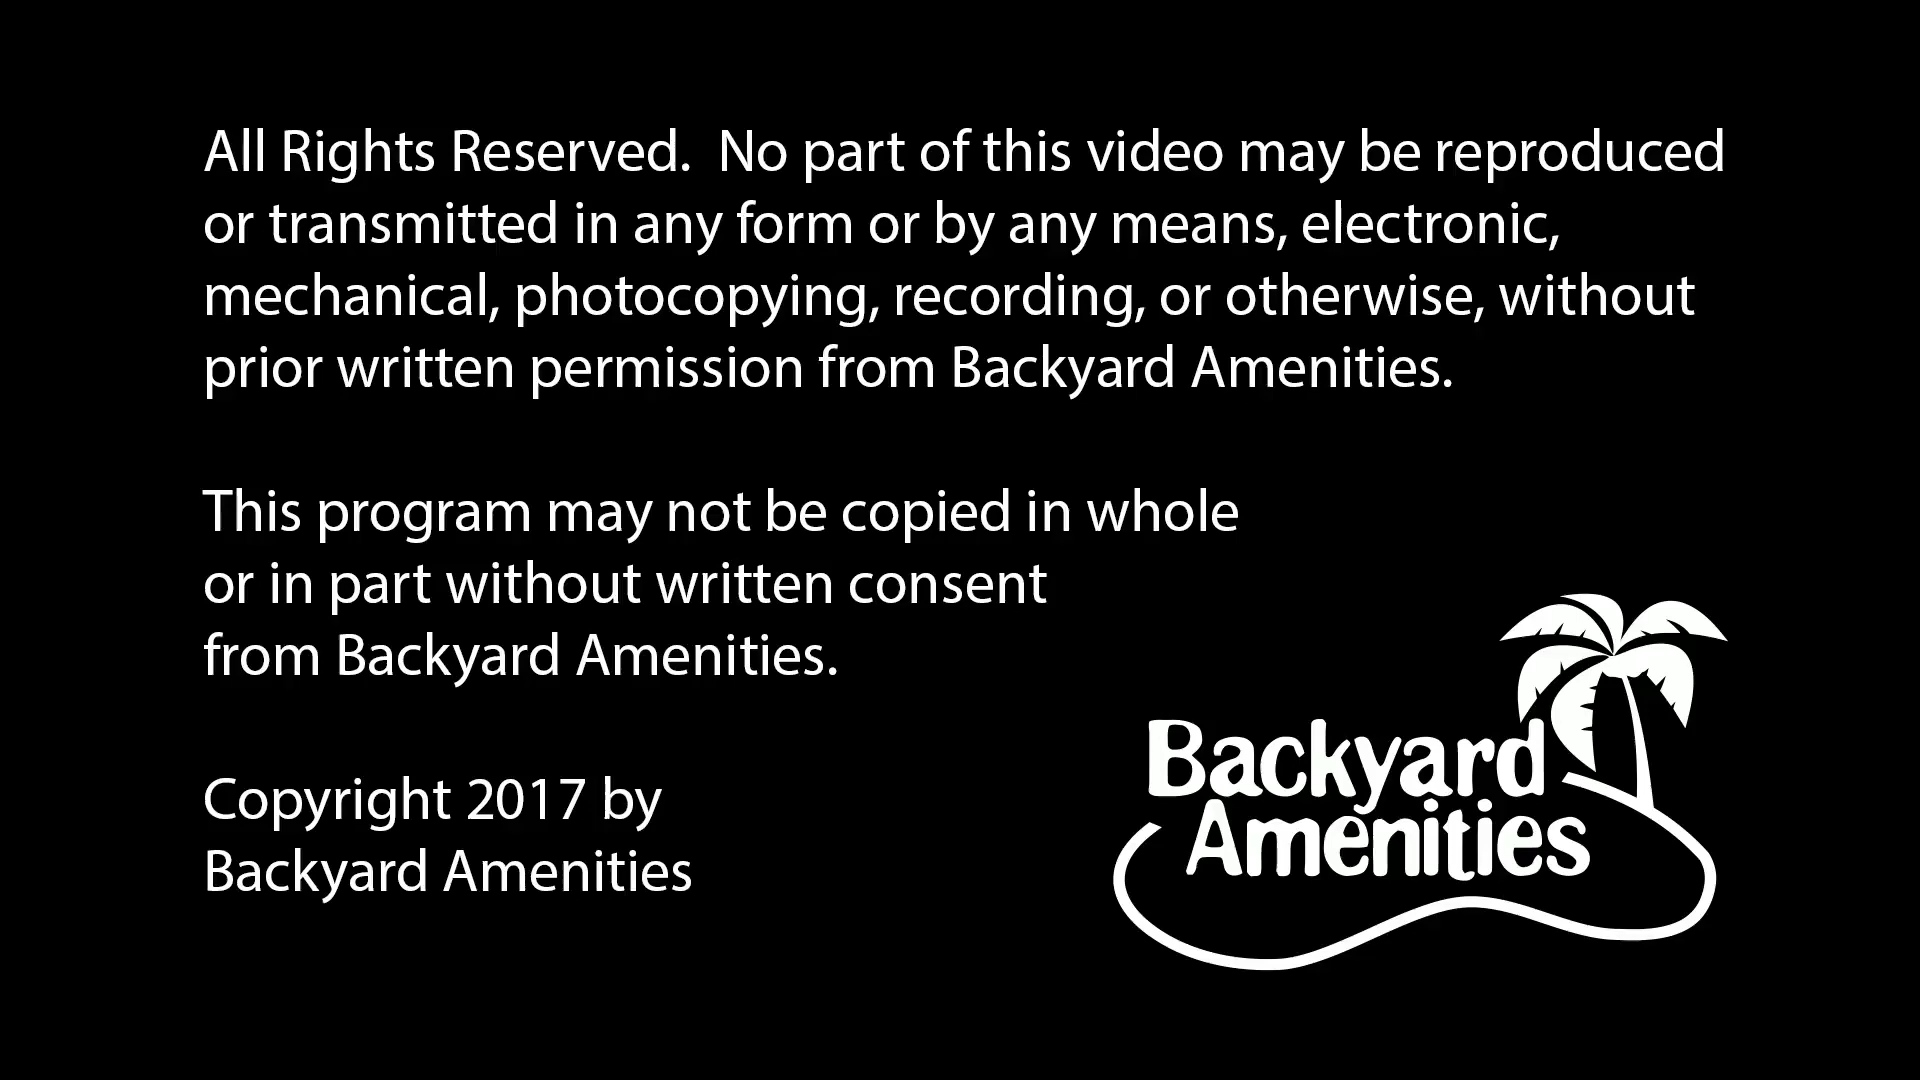 All Rights Reserved.  No part of this video may be reproduced
or transmitted in any form or by any means, electronic,
mechanical, photocopying, recording, or otherwise, without
prior written permission from Backyard Amenities.
This program may not be copied in whole
or in part without written consent
from Backyard Amenities.
Copyright 2017 by
Backyard Amenities
Backyard
Amenities